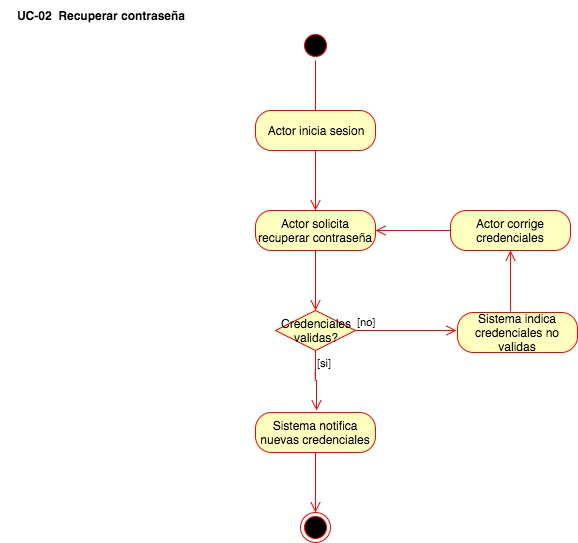 UC-02 Recuperar contraseña
Actor inicia sesion
Actor solicita
recuperar contraseña
Actor corrige
credenciales
Credenciales
validas?
[no]
Sistema indica
credenciales no
validas
[si]
Sistema notifica
nuevas credenciales